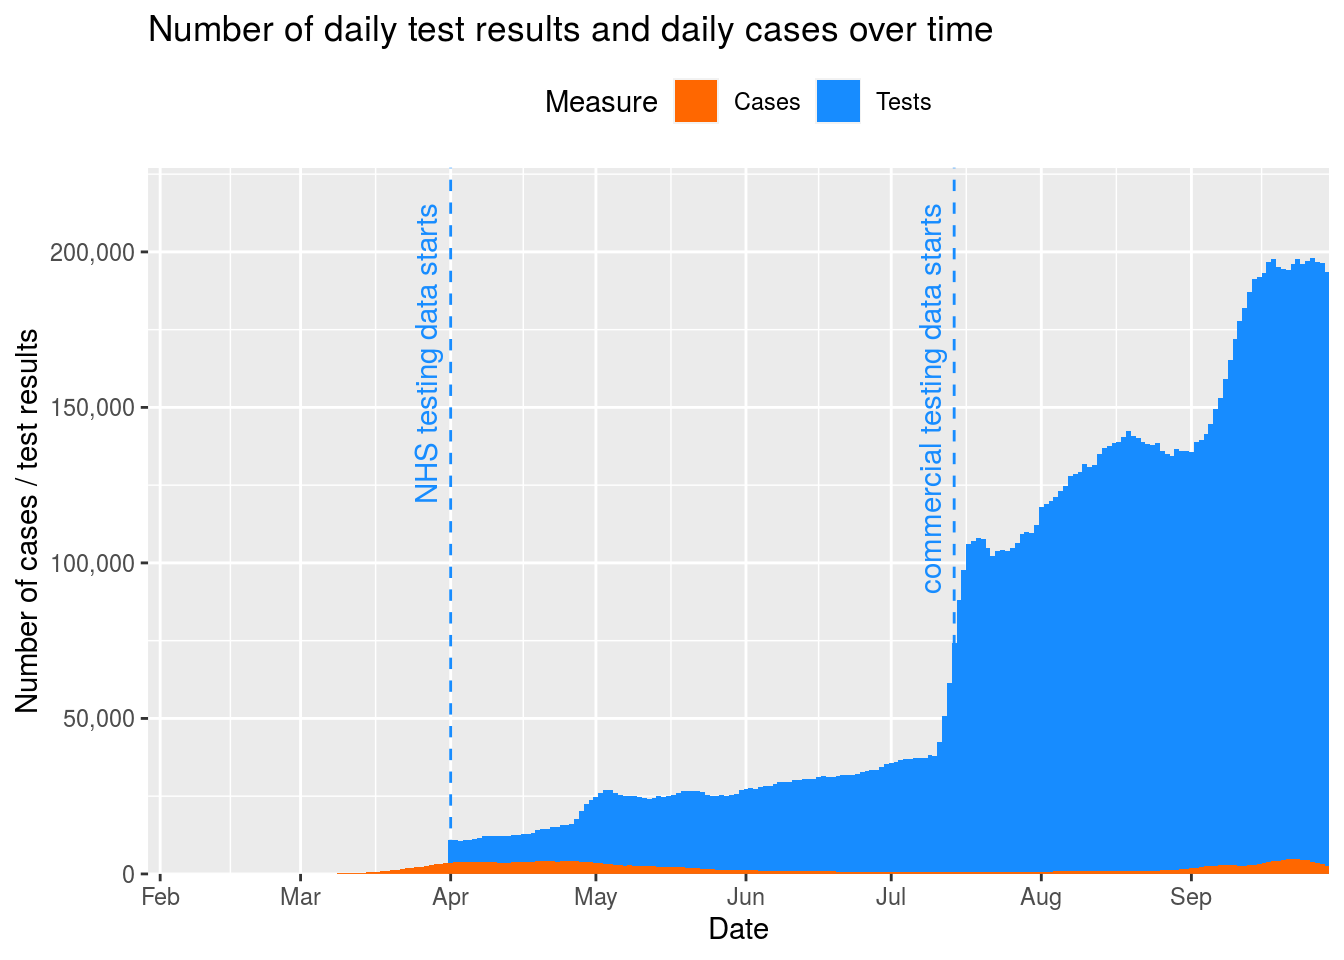 Number of daily test results and daily cases over time
Measure Cases Tests
Number of cases / test results
200,000
150,000
100,000
50,000
0
NHS testing data starts
commercial testing data starts
Feb Mar Apr May Jun Jul Aug Sep
Date